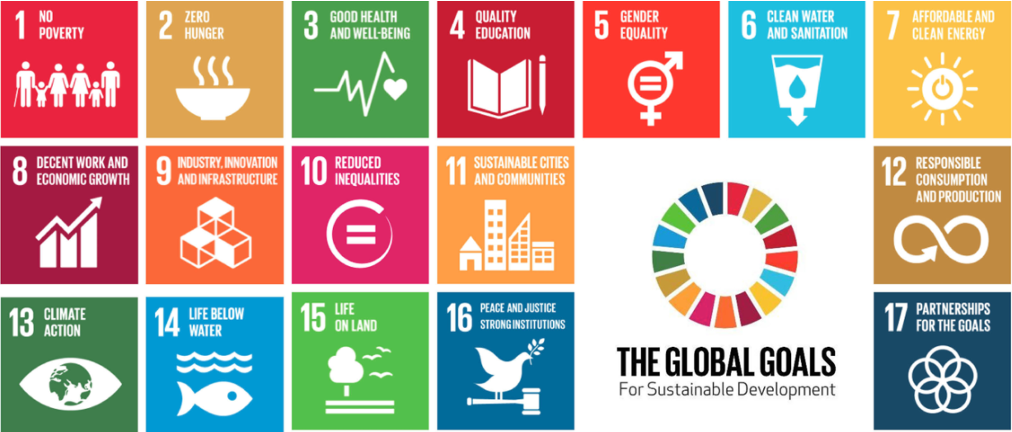 1 NO
POVERTY
2 ZERO
HUNGER
3 GOOD HEALTH
AND WELL-BEING
4 QUALITY
EDUCATION
5 GENDER
EQUALITY
6 CLEAN WATER
AND SANITATION
7 AFFORDABLE AND
CLEAN ENERGY
8 DECENT WORK AND
ECONOMIC GROWTH
9 INDUSTRY, INNOVATION
AND INFRASTRUCTURE
10 REDUCED
INEQUALITIES
11 SUSTAINABLE CITIES
AND COMMUNITIES
12 RESPONSIBLE
CONSUMPTION
AND PRODUCTION
13 CLIMATE
ACTION
14 LIFE BELOW
WATER
15 LIFE
ON LAND
16 PEACE AND JUSTICE
STRONG INSTITUTIONS
THE GLOBAL GOALS
For Sustainable Development
17 PARTNERSHIPS
FOR THE GOALS